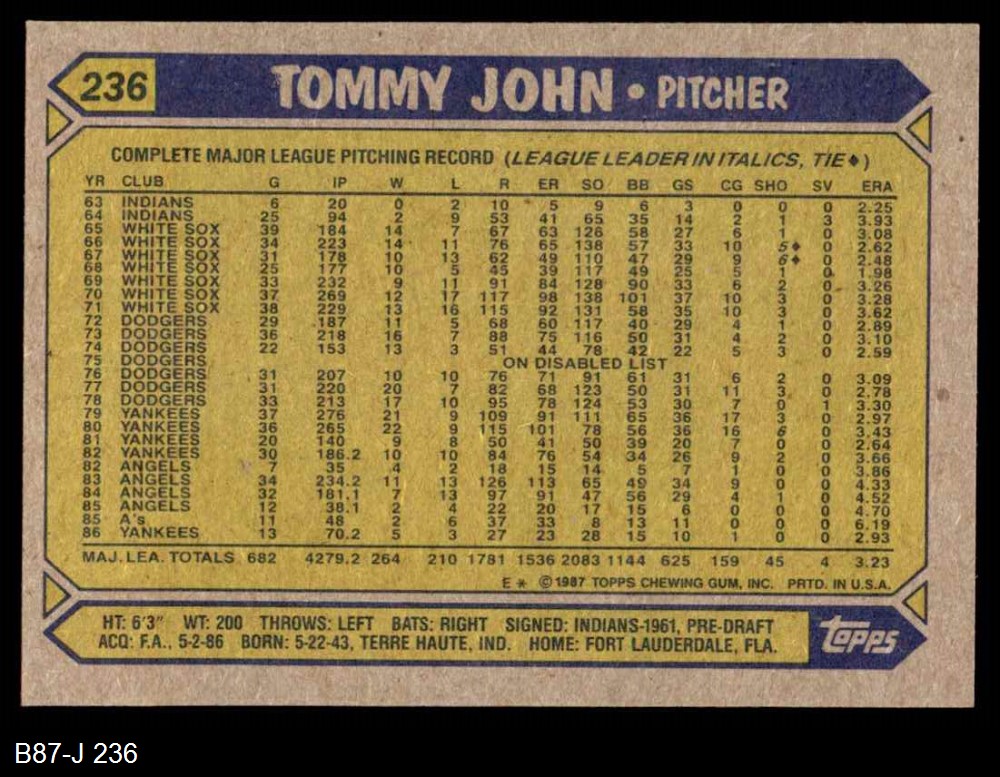 236 TOMMY JOHN • PITCHER
COMPLETE MAJOR LEAGUE PITCHING RECORD (LEAGUE LEADER IN ITALICS, TIE♦)
YR CLUB G IP W L R ER SO BB GS CG SHO SV ERA
63 INDIANS 6 20 0 2 10 5 9 6 3 0 0 0 2.25
64 INDIANS 25 94 2 9 53 41 65 35 14 2 1 3 3.93
65 WHITE SOX 39 184 14 7 67 63 126 58 27 6 1 0 3.08
66 WHITE SOX 34 223 14 11 76 65 138 57 33 10 5♦ 0 2.62
67 WHITE SOX 31 178 10 13 62 49 110 47 29 9 6♦ 0 2.48
68 WHITE SOX 25 177 10 5 45 39 117 49 25 5 1 0 1.98
69 WHITE SOX 33 232 9 11 91 84 128 90 33 6 2 0 3.26
70 WHITE SOX 37 269 12 17 117 98 138 101 37 10 3 0 3.28
71 WHITE SOX 38 229 13 16 115 92 131 58 35 10 3 0 3.62
72 DODGERS 29 187 11 5 68 60 117 40 29 4 1 0 2.89
73 DODGERS 36 218 16 7 88 75 116 50 31 4 2 0 3.10
74 DODGERS 22 153 13 3 51 44 78 42 22 5 3 0 2.59
75 DODGERS ON DISABLED LIST
76 DODGERS 31 207 10 10 76 71 91 61 31 6 2 0 3.09
77 DODGERS 31 220 20 7 82 68 123 50 31 11 3 0 2.78
78 DODGERS 33 213 17 10 95 78 124 53 30 7 0 1 3.30
79 YANKEES 37 276 21 9 109 91 111 65 36 17 3 0 2.97
80 YANKEES 36 265 22 9 115 101 78 56 36 16 6 0 3.43
81 YANKEES 20 140 9 8 50 41 50 39 20 7 0 0 2.64
82 YANKEES 30 186.2 10 10 84 76 54 34 26 9 2 0 3.66
82 ANGELS 7 35 4 2 18 15 14 5 7 1 0 0 3.86
83 ANGELS 34 234.2 11 13 126 113 65 49 34 9 0 0 4.33
84 ANGELS 32 181.1 7 13 97 91 47 56 29 4 1 0 4.52
85 ANGELS 12 38.1 2 4 22 20 17 15 6 0 0 0 4.70
85 A's 11 48 2 6 37 33 8 13 11 0 0 0 6.19
86 YANKEES 13 70.2 5 3 27 23 28 15 10 1 0 0 2.93
MAJ. LEA. TOTALS 682 4279.2 264 210 1781 1536 2083 1144 625 159 45 4 3.23
E * ©1987 TOPPS CHEWING GUM, INC. PRTD. IN U.S.A.
HT: 6'3" WT: 200 THROWS: LEFT BATS: RIGHT SIGNED: INDIANS-1961, PRE-DRAFT
ACQ: F.A., 5-2-86 BORN: 5-22-43, TERRE HAUTE, IND. HOME: FORT LAUDERDALE, FLA.
topps
B87-J 236